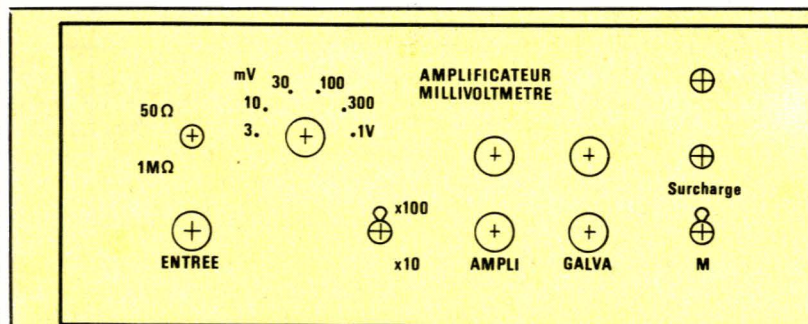 AMPLIFICATEUR
MILLIVOLTMETRE
mV
3.
10
30
100
300
.1V
50Ω
1MΩ
ENTREE
x100
x10
AMPLI
GALVA
Surcharge
M